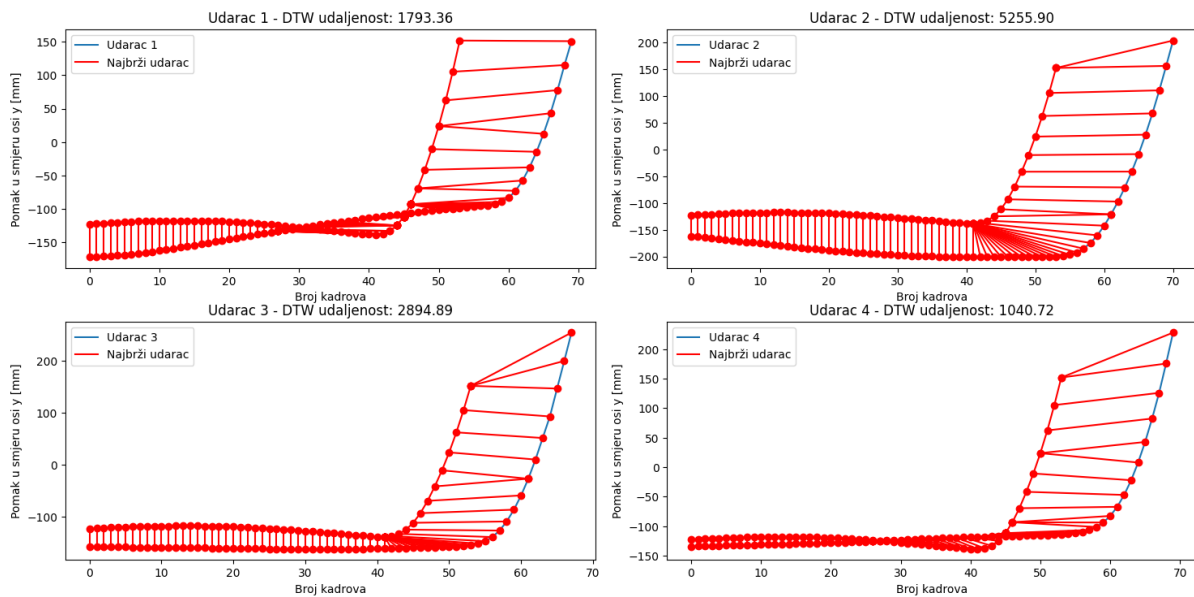 Udarac 1 - DTW udaljenost: 1793.36
Pomak u smjeru osi y [mm]
150
100
50
0
−50
−100
−150
Udarac 1
Najbrži udarac
0 10 20 30 40 50 60 70
Broj kadrova
Udarac 2 - DTW udaljenost: 5255.90
Pomak u smjeru osi y [mm]
200
150
100
50
0
−50
−100
−150
−200
Udarac 2
Najbrži udarac
0 10 20 30 40 50 60 70
Broj kadrova
Udarac 3 - DTW udaljenost: 2894.89
Pomak u smjeru osi y [mm]
200
100
0
−100
Udarac 3
Najbrži udarac
0 10 20 30 40 50 60 70
Broj kadrova
Udarac 4 - DTW udaljenost: 1040.72
Pomak u smjeru osi y [mm]
200
150
100
50
0
−50
−100
−150
Udarac 4
Najbrži udarac
0 10 20 30 40 50 60 70
Broj kadrova